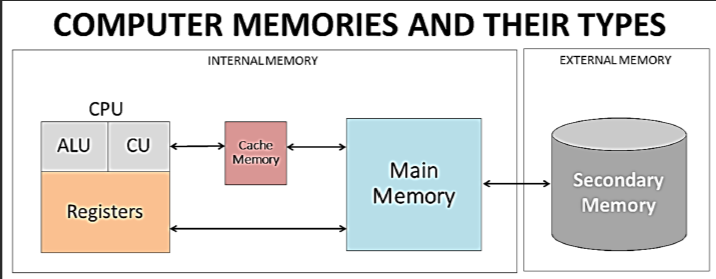 COMPUTER MEMORIES AND THEIR TYPES
INTERNAL MEMORY
EXTERNAL MEMORY
CPU
ALU
CU
Registers
Cache
Memory
Main
Memory
Secondary
Memory